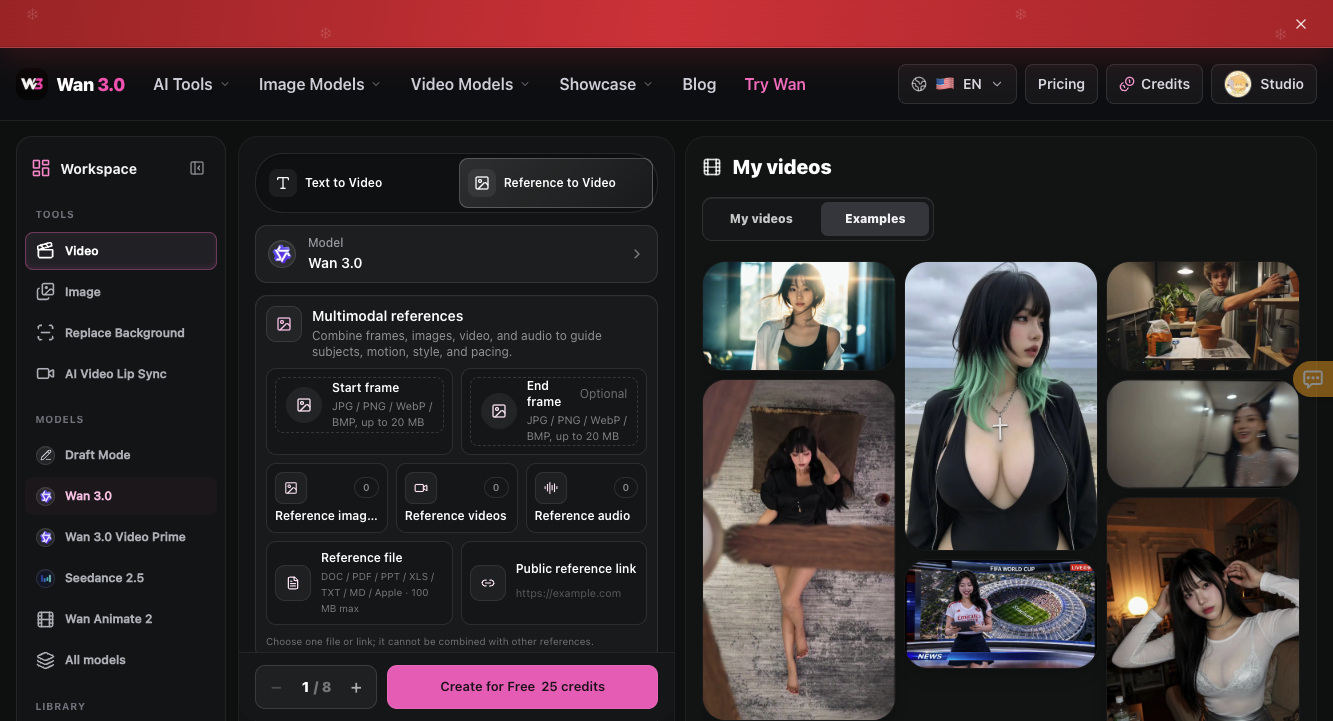 W3 Wan 3.0
AI Tools
Image Models
Video Models
Showcase
Blog
Try Wan
EN
Pricing
Credits
Studio
Workspace
TOOLS
Video
Image
Replace Background
AI Video Lip Sync
MODELS
Draft Mode
Wan 3.0
Wan 3.0 Video Prime
Seedance 2.5
Wan Animate 2
All models
LIBRARY
Text to Video
Reference to Video
Model
Wan 3.0
Multimodal references
Combine frames, images, video, and audio to guide
subjects, motion, style, and pacing.
Start frame
JPG / PNG / WebP /
BMP, up to 20 MB
End
frame
Optional
JPG / PNG / WebP /
BMP, up to 20 MB
0
Reference imag...
0
Reference videos
0
Reference audio
Reference file
DOC / PDF / PPT / XLS /
TXT / MD / Apple · 100
MB max
Public reference link
https://example.com
Choose one file or link; it cannot be combined with other references.
1 / 8
Create for Free 25 credits
My videos
My videos
Examples
FIFA WORLD CUP
LIVE
NEWS